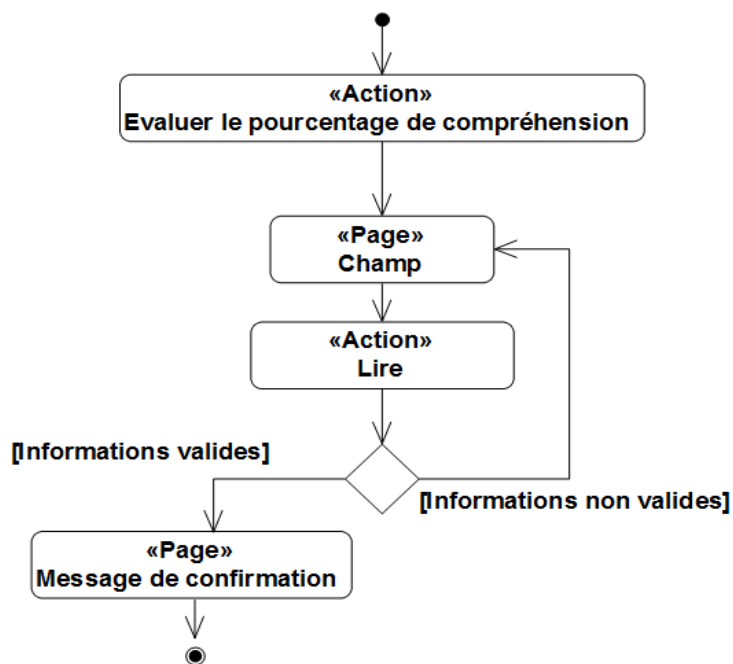 «Action»
Evaluer le pourcentage de compréhension
«Page»
Champ
«Action»
Lire
[Informations valides]
[Informations non valides]
«Page»
Message de confirmation